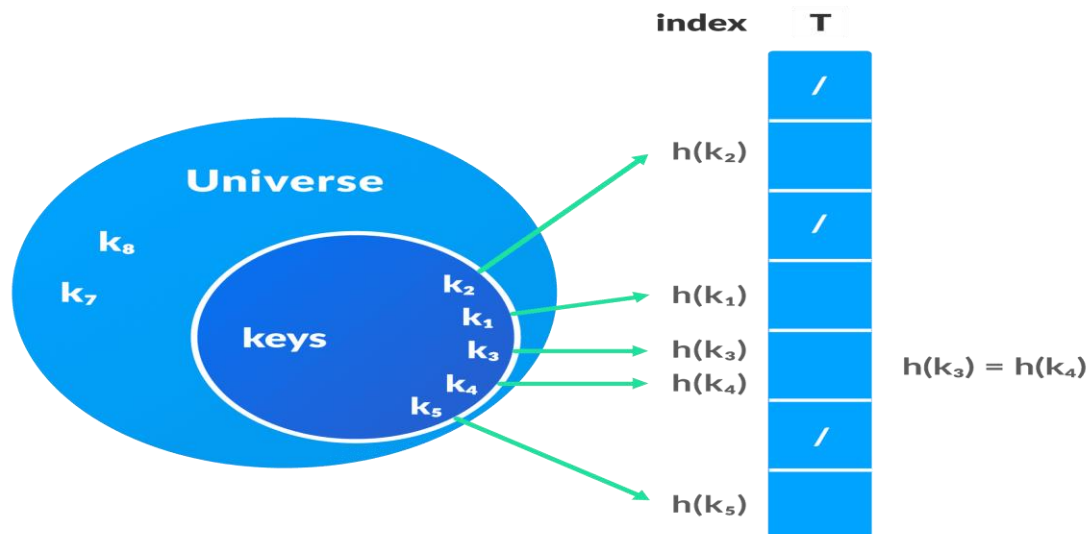 index T
/
h(k₂)
Universe
/
k₈
k₂
k₇
h(k₁)
k₁
keys
k₃
h(k₃)
h(k₃) = h(k₄)
k₄
h(k₄)
k₅
/
h(k₅)